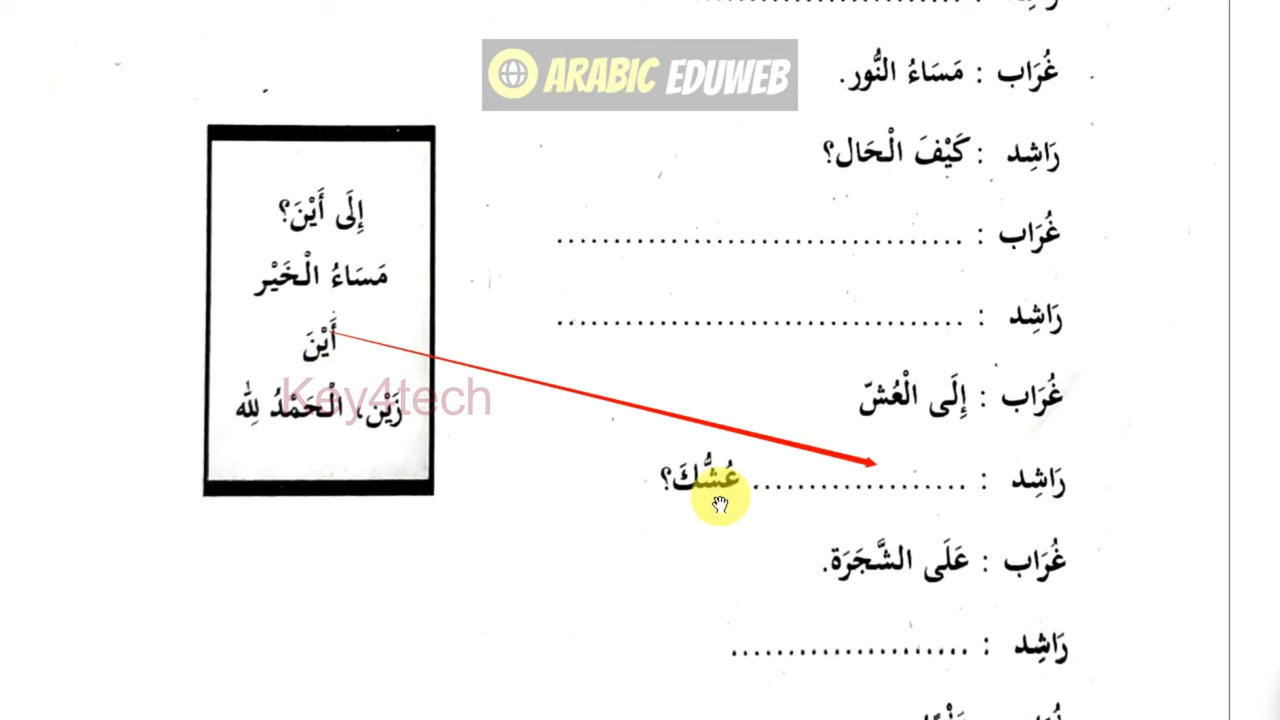 ARABIC EDUWEB
غُرَاب : مَسَاءُ النُّور.
رَاشِد : كَيْفَ الْحَال؟
غُرَاب : ....................................
رَاشِد : ....................................
غُرَاب : إِلَى الْعُشّ
رَاشِد : ................... عُشُّكَ؟
غُرَاب : عَلَى الشَّجَرَة.
رَاشِد : .....................
إِلَى أَيْنَ؟
مَسَاءُ الْخَيْر
أَيْنَ
زَيْن، الْحَمْدُ لِلّٰه
Key4tech